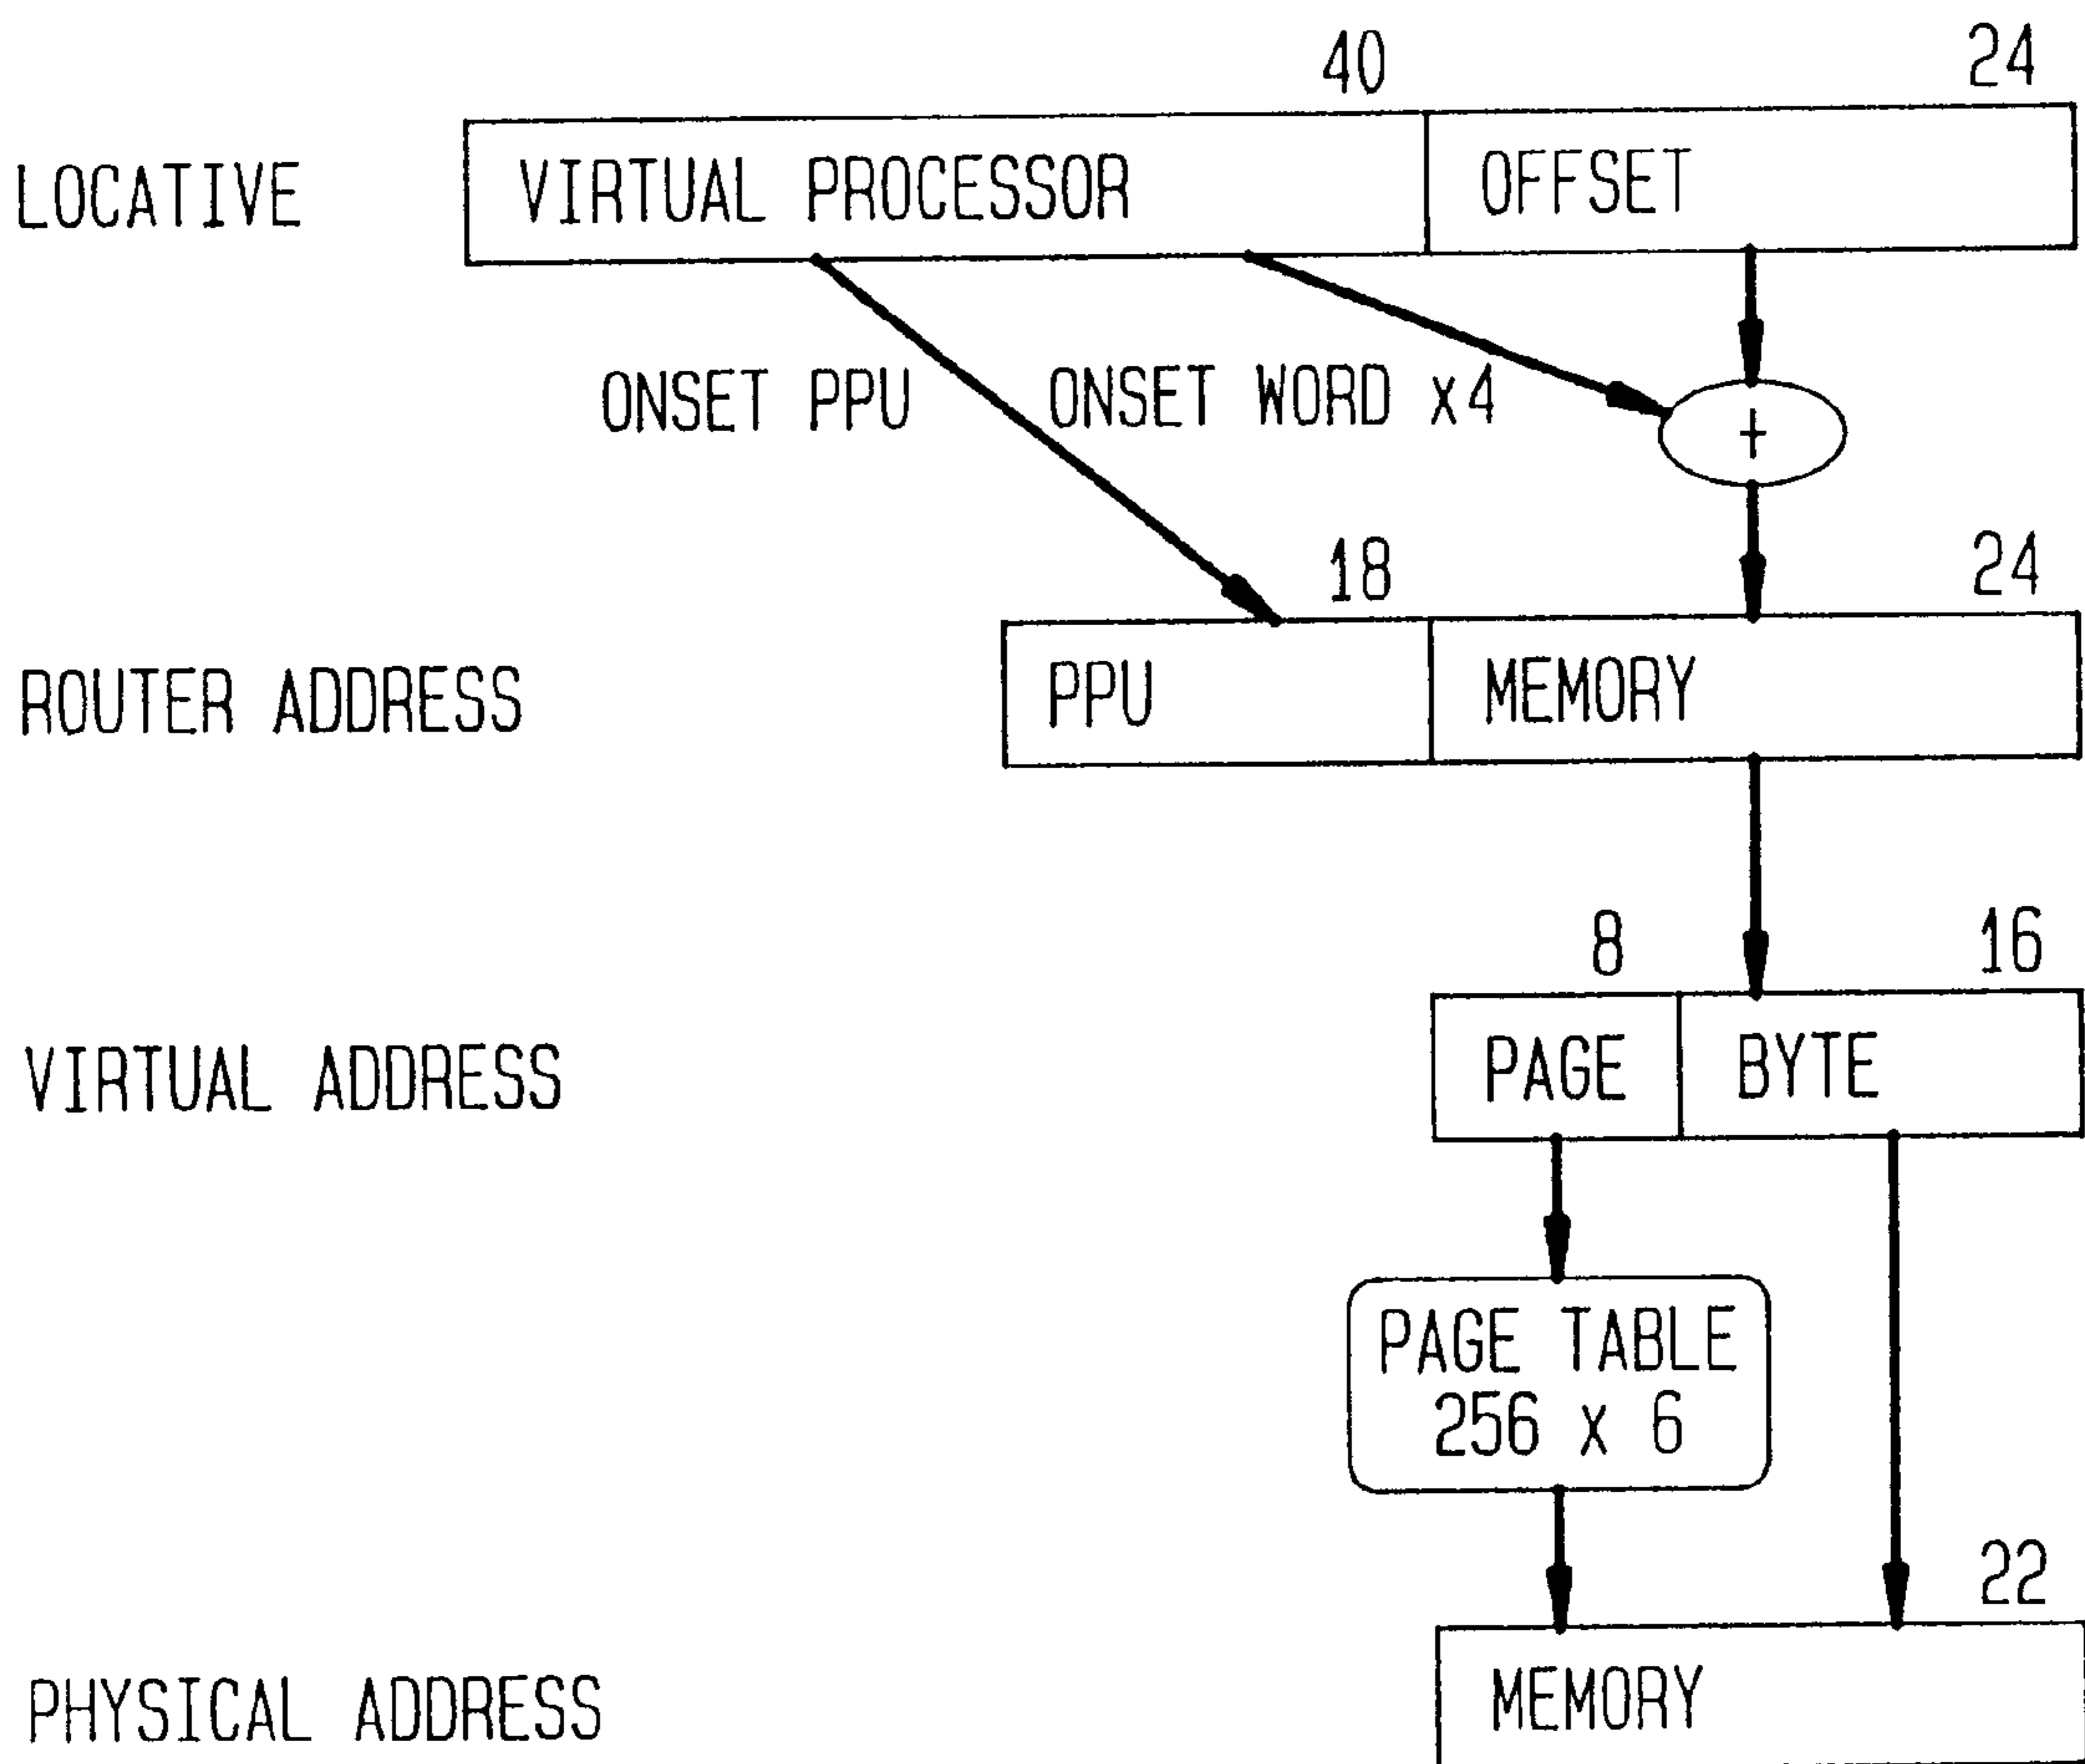 40 24
LOCATIVE VIRTUAL PROCESSOR OFFSET
ONSET PPU ONSET WORD x4
+
18 24
ROUTER ADDRESS PPU MEMORY
8 16
VIRTUAL ADDRESS PAGE BYTE
PAGE TABLE
256 x 6
22
PHYSICAL ADDRESS MEMORY